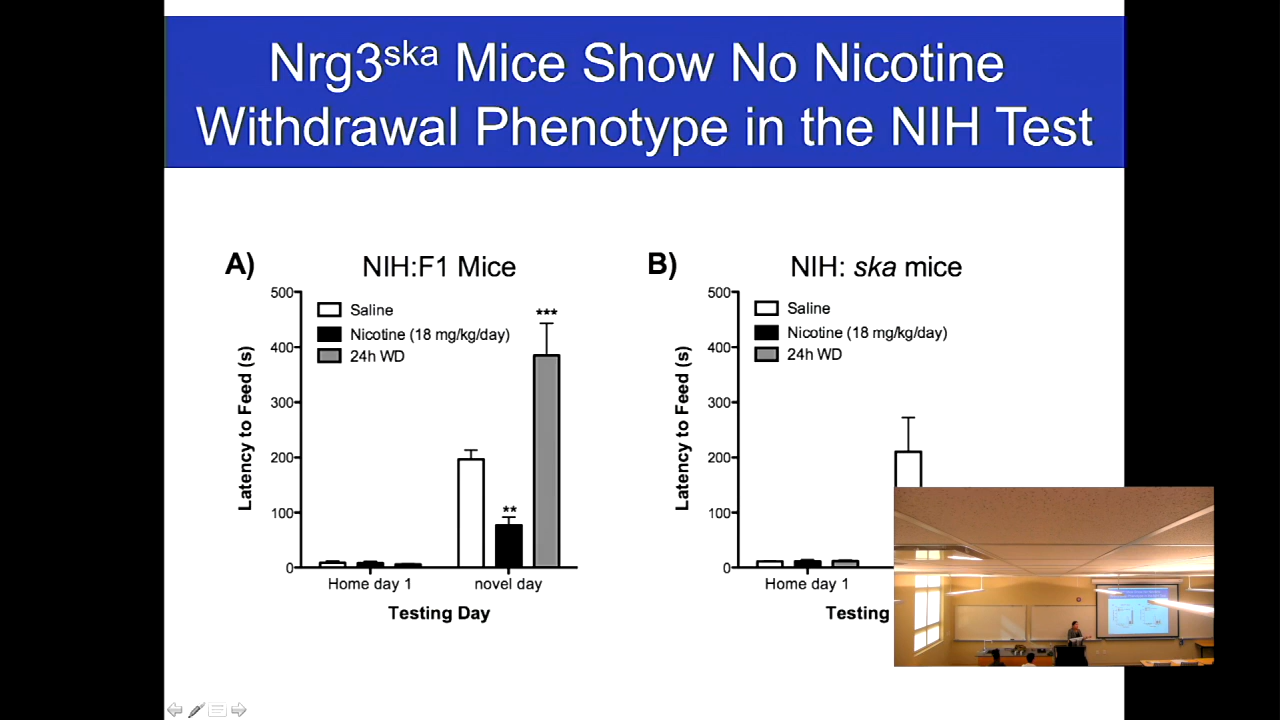 Nrg3ska Mice Show No Nicotine
Withdrawal Phenotype in the NIH Test
A)
NIH:F1 Mice
500
400
300
200
100
0
Latency to Feed (s)
Saline
Nicotine (18 mg/kg/day)
24h WD
**
***
Home day 1
novel day
Testing Day
B)
NIH: ska mice
500
400
300
200
100
0
Latency to Feed (s)
Saline
Nicotine (18 mg/kg/day)
24h WD
Home day 1
Testing